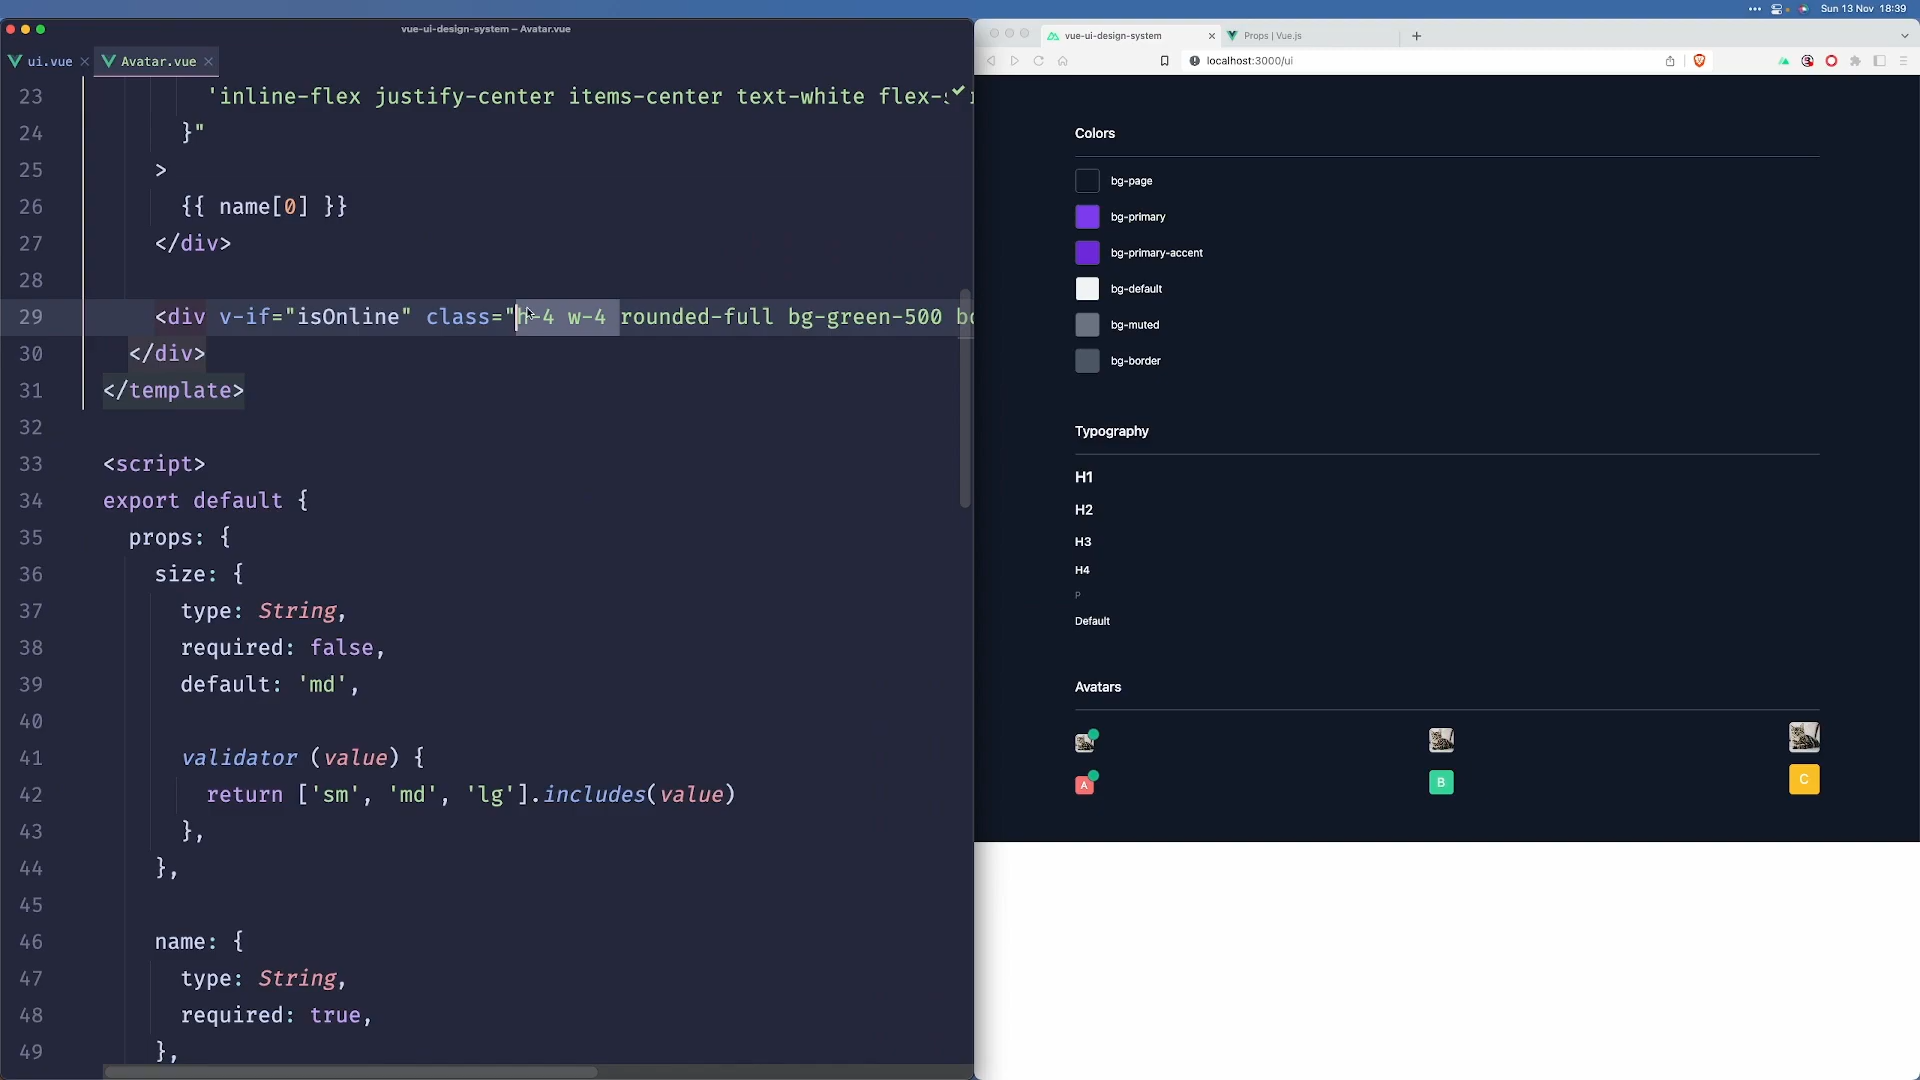 Sun 13 Nov 18:39
vue-ui-design-system – Avatar.vue
ui.vue
Avatar.vue
23 'inline-flex justify-center items-center text-white flex-
24 }"
25 >
26 {{ name[0] }}
27 </div>
28
29 <div v-if="isOnline" class="h-4 w-4 rounded-full bg-green-500 bo
30 </div>
31 </template>
32
33 <script>
34 export default {
35 props: {
36 size: {
37 type: String,
38 required: false,
39 default: 'md',
40
41 validator (value) {
42 return ['sm', 'md', 'lg'].includes(value)
43 },
44 },
45
46 name: {
47 type: String,
48 required: true,
49 },
vue-ui-design-system
Props | Vue.js
localhost:3000/ui
Colors
bg-page
bg-primary
bg-primary-accent
bg-default
bg-muted
bg-border
Typography
H1
H2
H3
H4
P
Default
Avatars
A
B
C